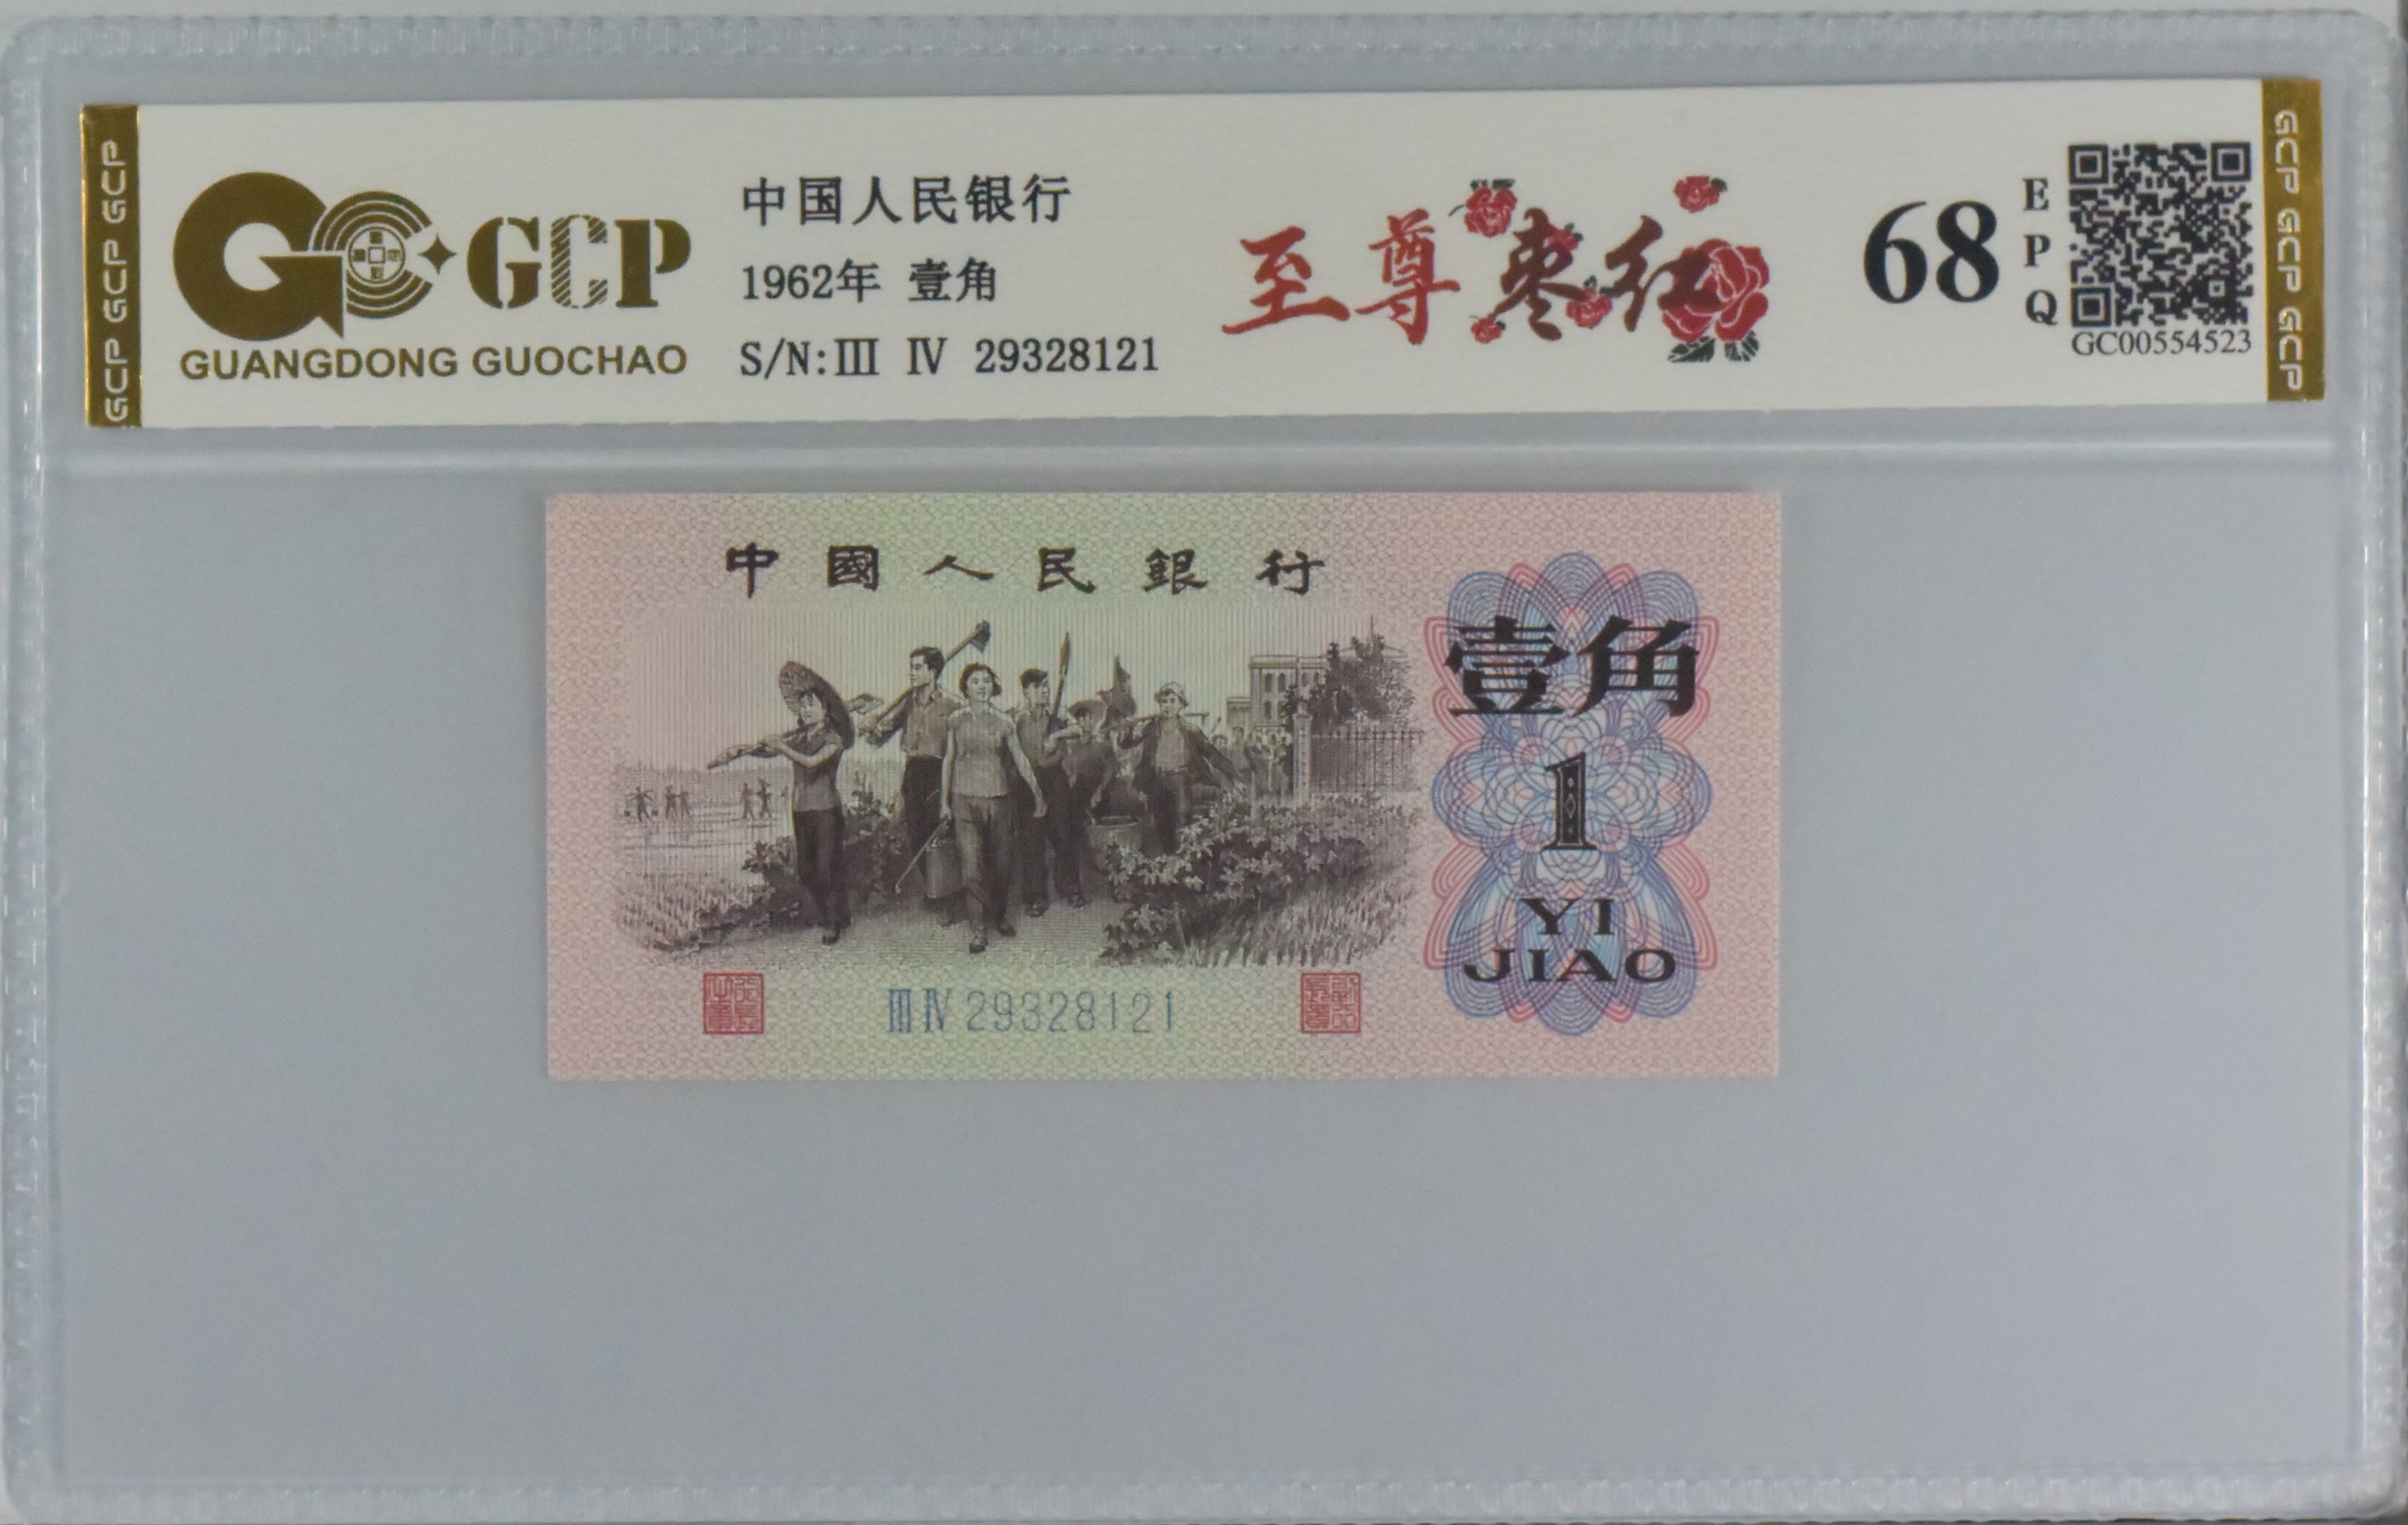 GCP GCP GCP
GCP
GUANGDONG GUOCHAO
中国人民银行
1962年 壹角
S/N:Ⅲ Ⅳ 29328121
至尊枣红
68
EPQ
GC00554523
GCP GCP GCP
中國人民銀行
壹角
1
YI
JIAO
Ⅲ Ⅳ 29328121